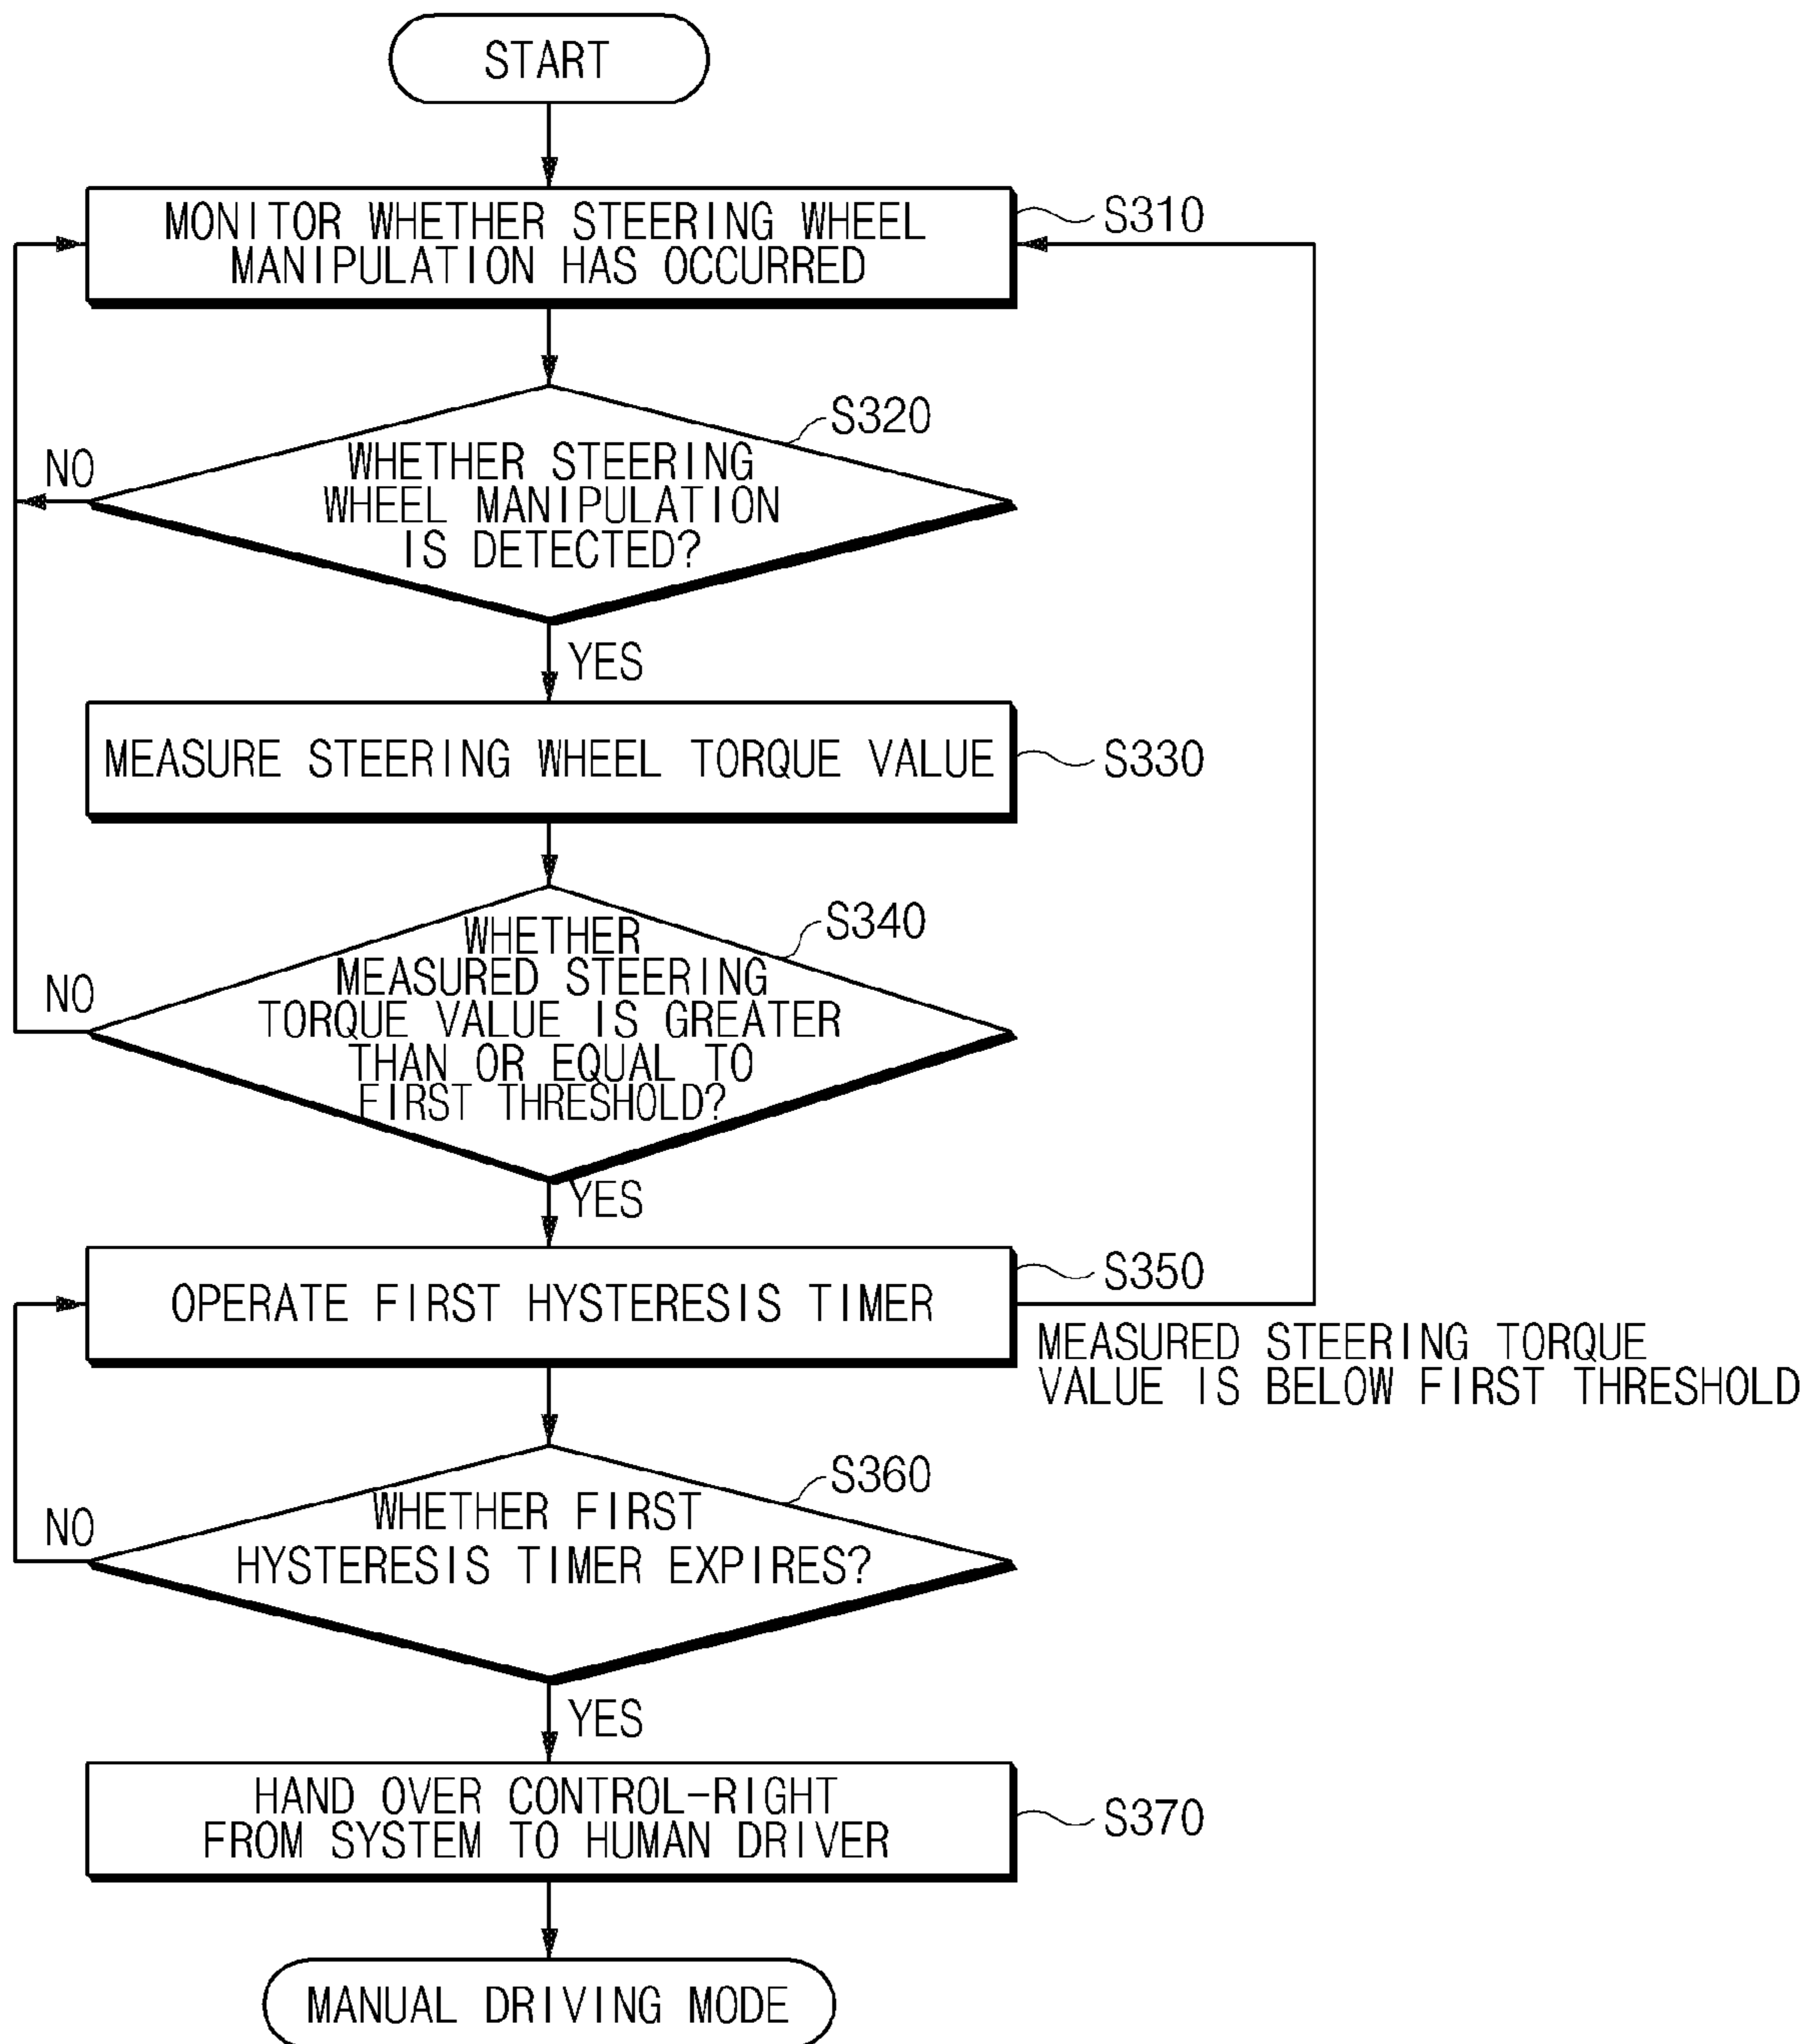 START
MONITOR WHETHER STEERING WHEEL
MANIPULATION HAS OCCURRED
S310
S320
WHETHER STEERING
WHEEL MANIPULATION
IS DETECTED?
NO
YES
MEASURE STEERING WHEEL TORQUE VALUE
S330
S340
WHETHER
MEASURED STEERING
TORQUE VALUE IS GREATER
THAN OR EQUAL TO
FIRST THRESHOLD?
NO
YES
OPERATE FIRST HYSTERESIS TIMER
S350
MEASURED STEERING TORQUE
VALUE IS BELOW FIRST THRESHOLD
S360
WHETHER FIRST
HYSTERESIS TIMER EXPIRES?
NO
YES
HAND OVER CONTROL-RIGHT
FROM SYSTEM TO HUMAN DRIVER
S370
MANUAL DRIVING MODE